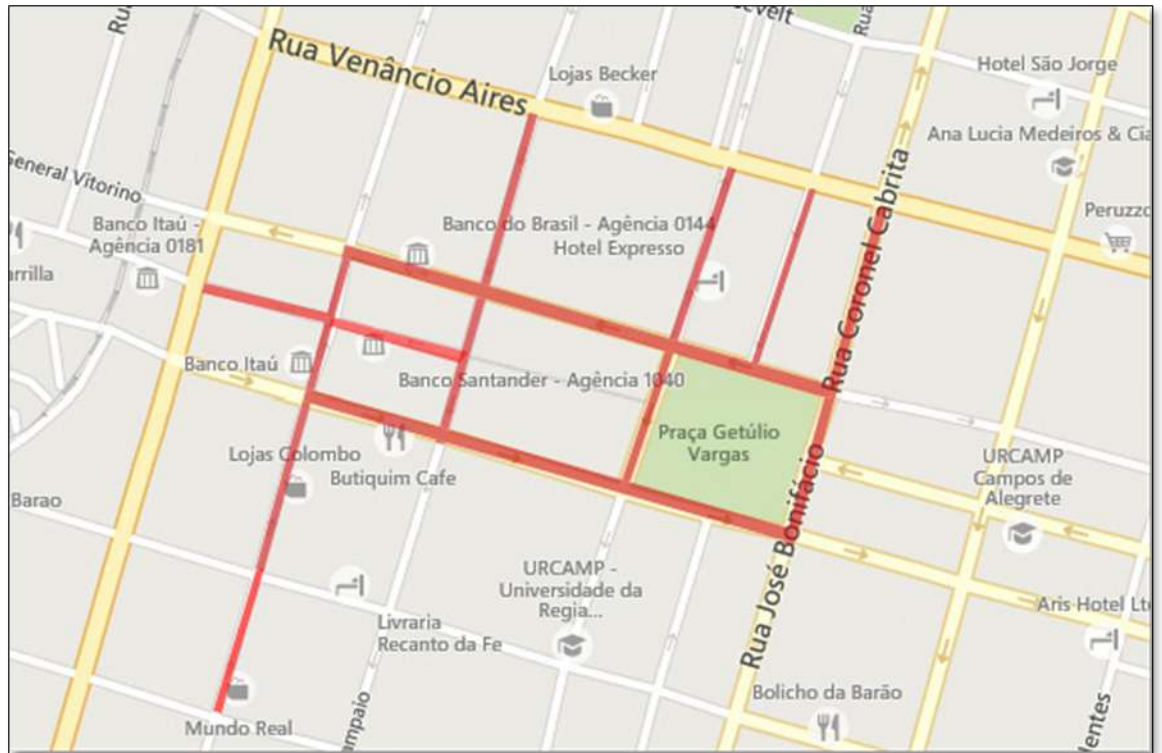 Rua
Hotel São Jorge
Rua Venâncio Aires
Lojas Becker
Ana Lucia Medeiros & Cia
General Vitorino
Banco Itaú -
Agência 0181
Banco do Brasil - Agência 0144
Hotel Expresso
Rua Coronel Cabrita
Banco Itaú
Banco Santander - Agência 1040
Praça Getúlio
Vargas
Lojas Colombo
Butiquim Cafe
URCAMP
Campos de
Alegrete
Barao
URCAMP -
Universidade da
Regia...
Rua José Bonifácio
Aris Hotel
Livraria
Recanto da Fe
Bolicho da Barão
Mundo Real